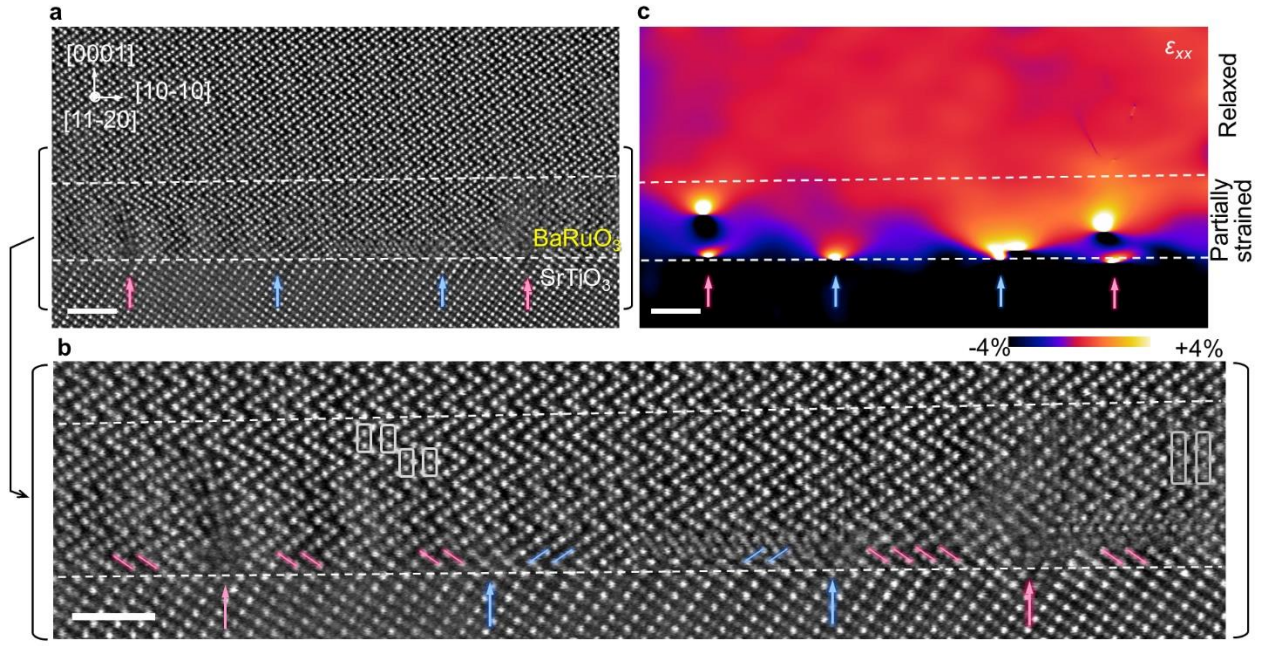 a
[0001]
[10-10]
[11-20]
BaRuO₃
SrTiO₃
c
εxx
Relaxed
Partially
strained
-4%
+4%
b